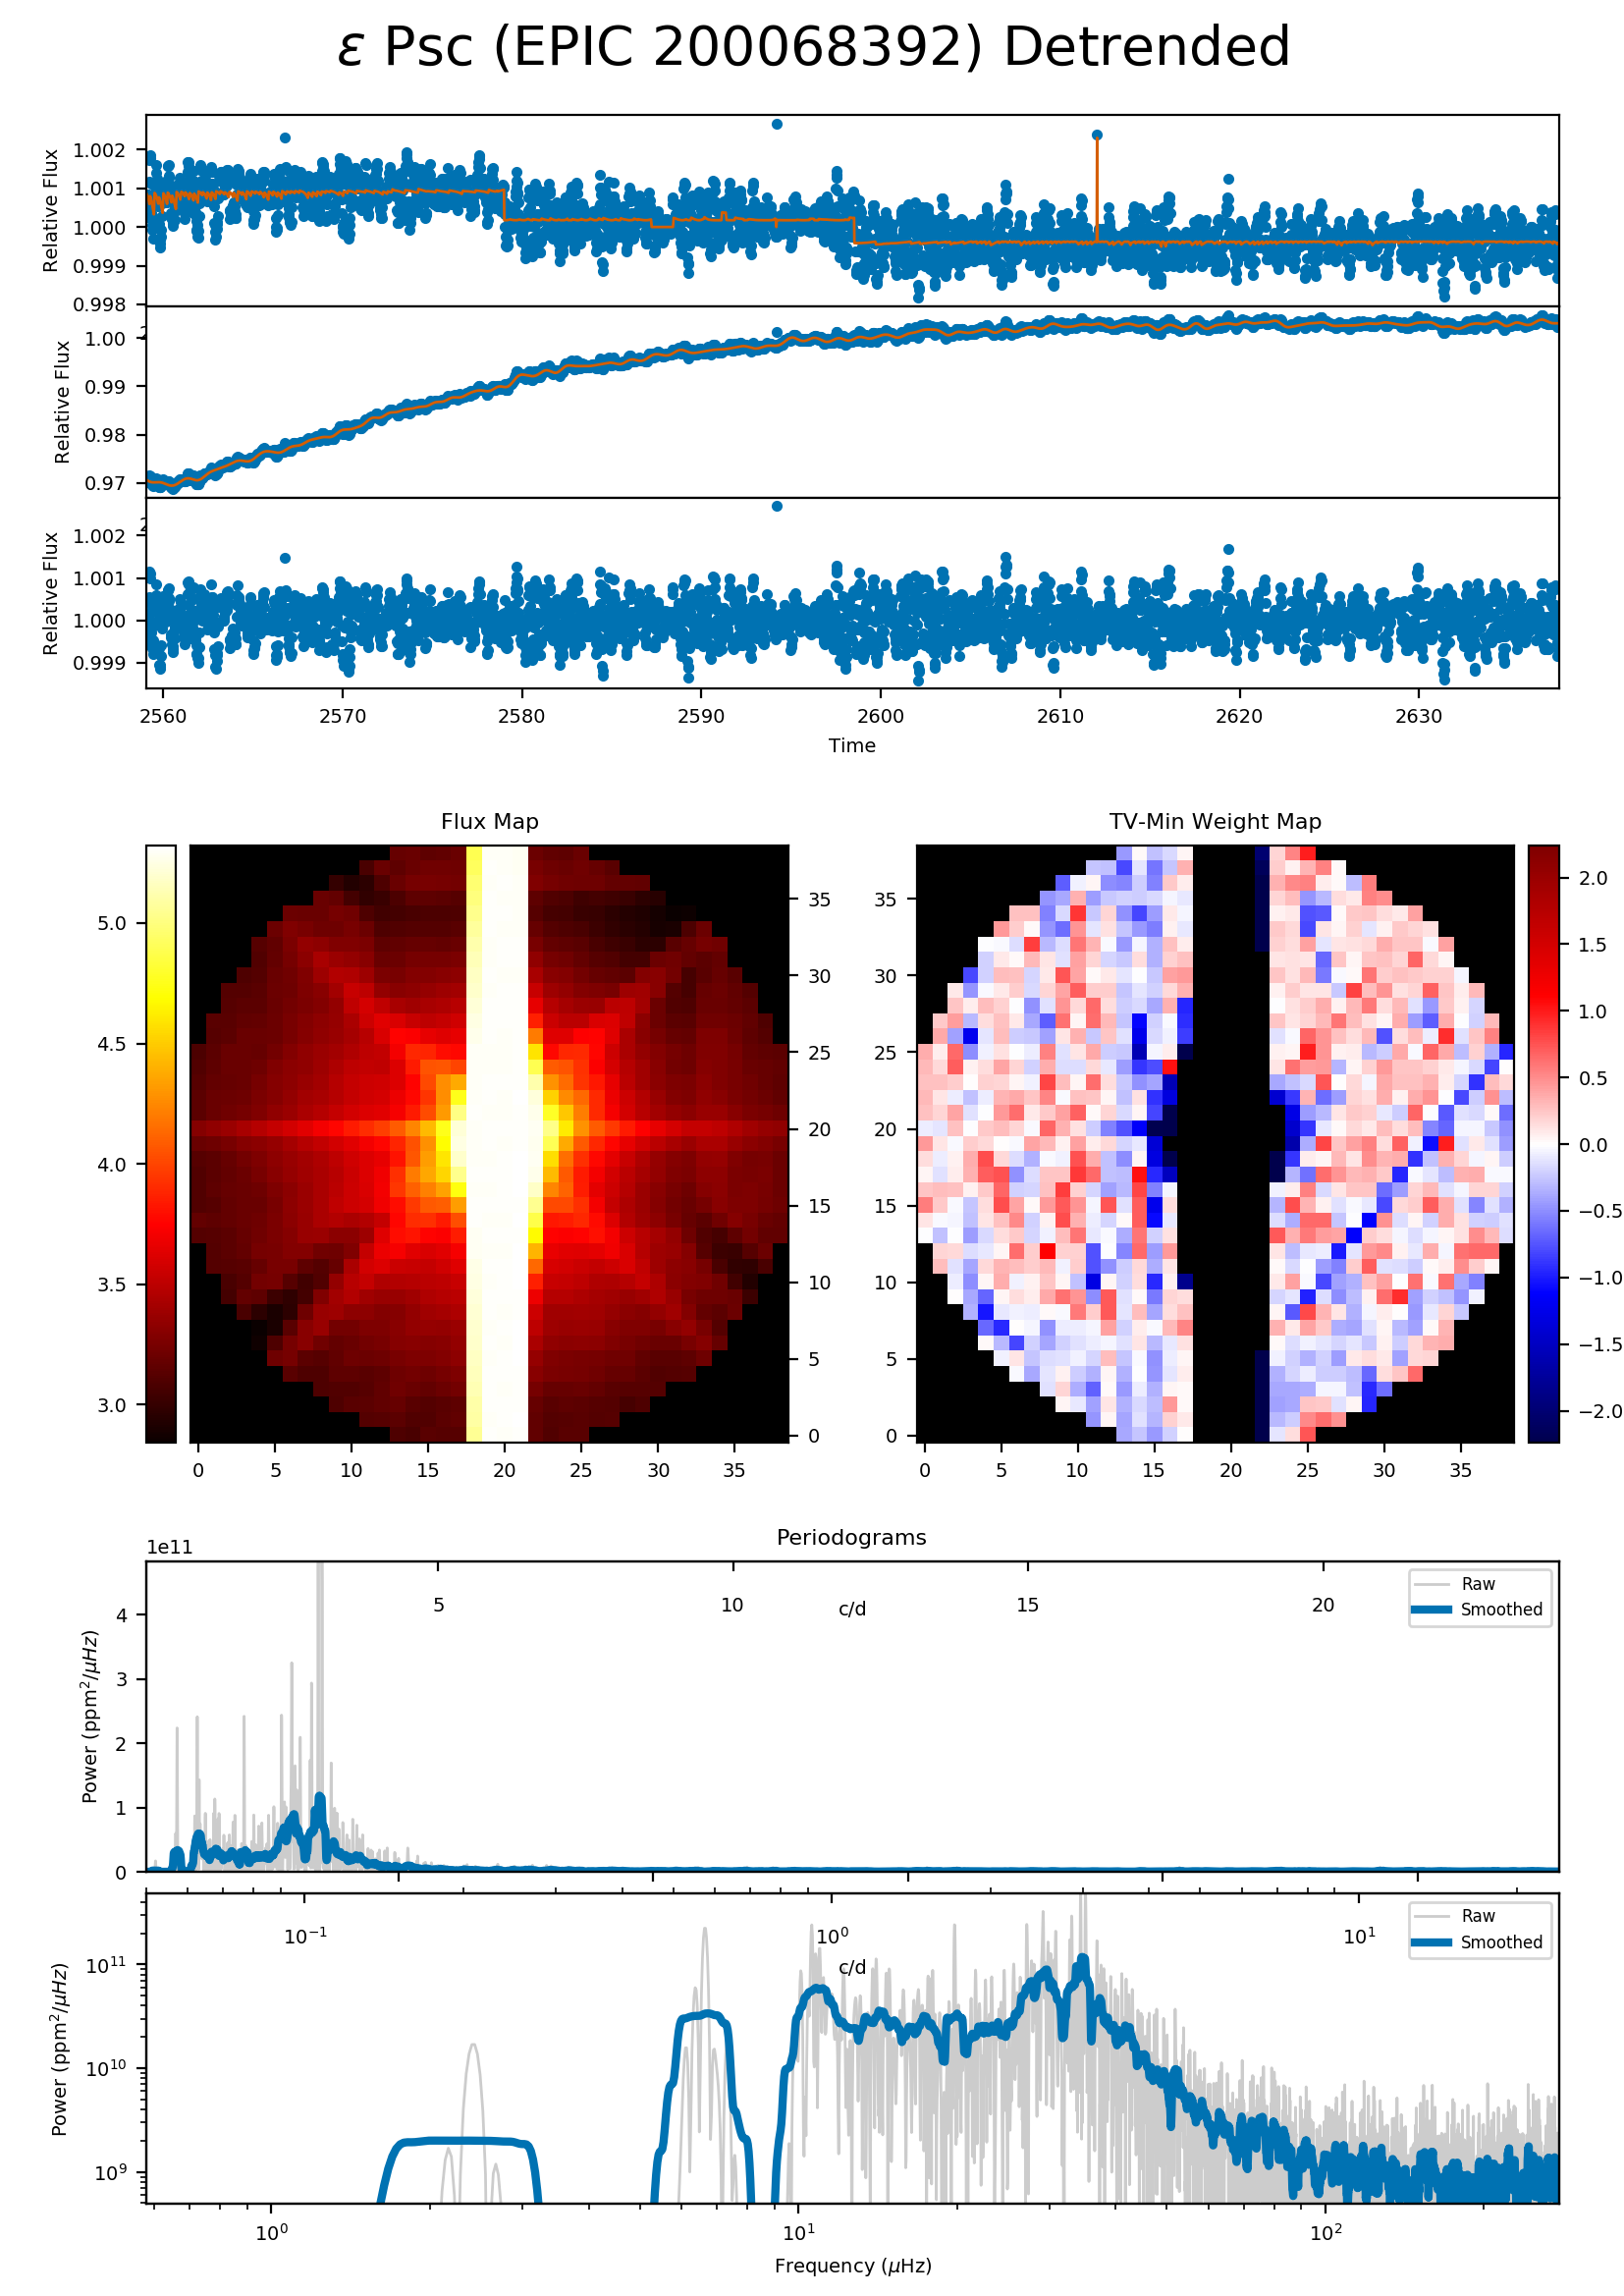 ε Psc (EPIC 200068392) Detrended
Relative Flux
1.002
1.001
1.000
0.999
0.998
Relative Flux
1.00
0.99
0.98
0.97
Relative Flux
1.002
1.001
1.000
0.999
2560 2570 2580 2590 2600 2610 2620 2630
Time
Flux Map
5.0
4.5
4.0
3.5
3.0
35
30
25
20
15
10
5
0
0 5 10 15 20 25 30 35
TV-Min Weight Map
35
30
25
20
15
10
5
0
0 5 10 15 20 25 30 35
2.0
1.5
1.0
0.5
0.0
−0.5
−1.0
−1.5
−2.0
Periodograms
1e11
5 10 15 20
c/d
Raw
Smoothed
Power (ppm²/μHz)
4
3
2
1
0
10⁻¹ 10⁰ 10¹
c/d
Raw
Smoothed
Power (ppm²/μHz)
10¹¹
10¹⁰
10⁹
10⁰ 10¹ 10²
Frequency (μHz)